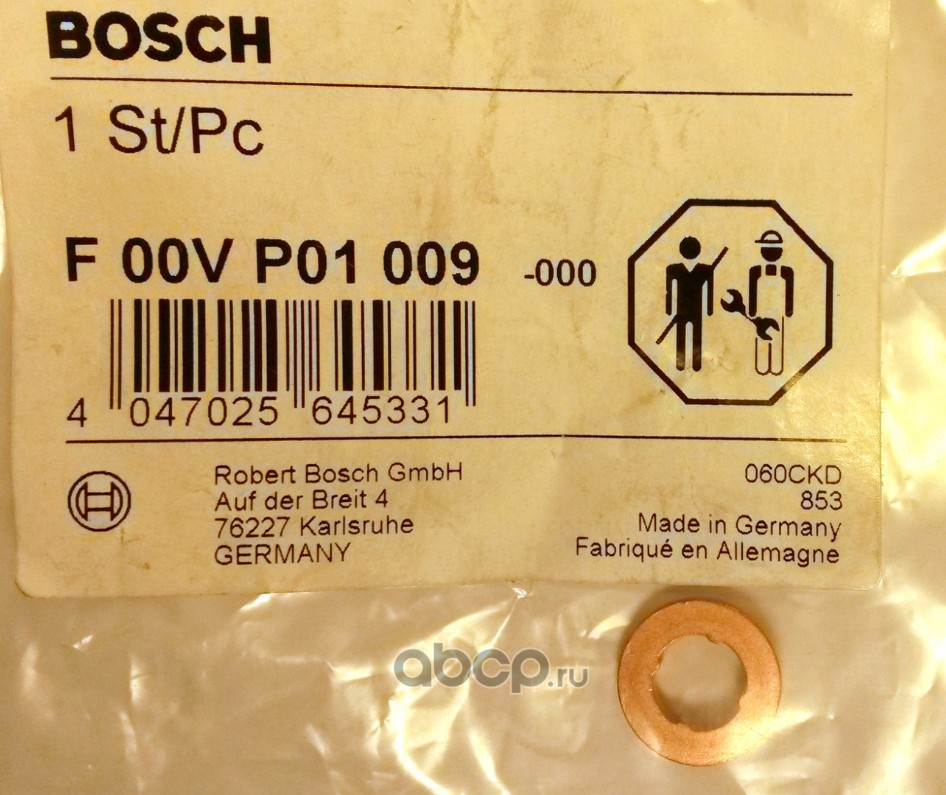 BOSCH
1 St/Pc
F 00V P01 009 -000
4 047025 645331
Robert Bosch GmbH
Auf der Breit 4
76227 Karlsruhe
GERMANY
060CKD
853
Made in Germany
Fabriqué en Allemagne
abcp.ru